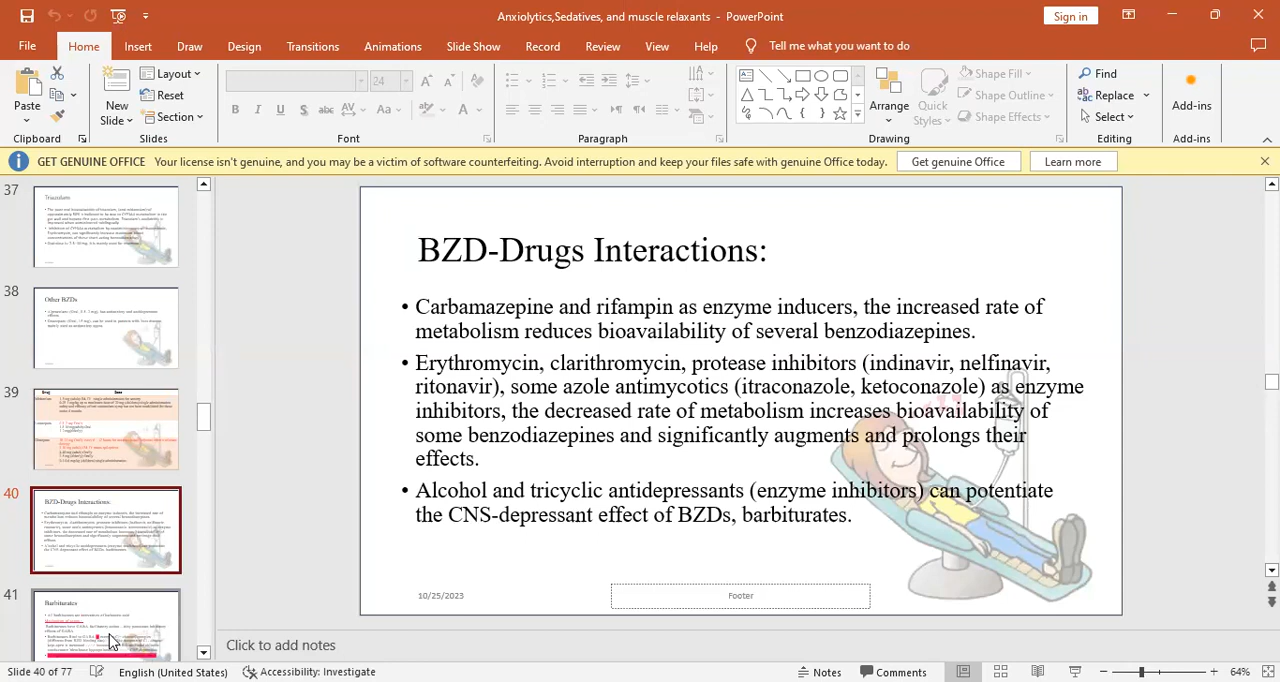 Anxiolytics,Sedatives, and muscle relaxants - PowerPoint
Sign in
File Home Insert Draw Design Transitions Animations Slide Show Record Review View Help Tell me what you want to do
Paste
Clipboard
New Slide
Layout
Reset
Section
Slides
24
Font
Paragraph
Arrange
Quick Styles
Shape Fill
Shape Outline
Shape Effects
Drawing
Find
Replace
Select
Editing
Add-ins
Add-ins
GET GENUINE OFFICE Your license isn't genuine, and you may be a victim of software counterfeiting. Avoid interruption and keep your files safe with genuine Office today. Get genuine Office Learn more
37
38
Other BZDs
39
40
BZD-Drugs Interactions:
41
Barbiturates
BZD-Drugs Interactions:
• Carbanazepine and rifampin as enzyme inducers, the increased rate of
metabolism reduces bioavailability of several benzodiazepines.
• Erythromycin, clarithromycin, protease inhibitors (indinavir, nelfinavir,
ritonavir). some azole antimycotics (itraconazole, ketoconazole) as enzyme
inhibitors, the decreased rate of metabolism increases bioavailability of
some benzodiazepines and significantly augments and prolongs their
effects.
• Alcohol and tricyclic antidepressants (enzyme inhibitors) can potentiate
the CNS-depressant effect of BZDs, barbiturates.
10/25/2023
Footer
Click to add notes
Slide 40 of 77 English (United States) Accessibility: Investigate Notes Comments 64%